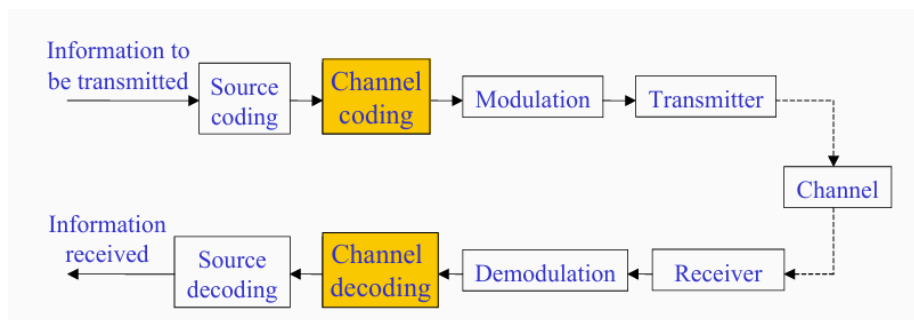 Information to
be transmitted
Source
coding
Channel
coding
Modulation
Transmitter
Channel
Information
received
Source
decoding
Channel
decoding
Demodulation
Receiver